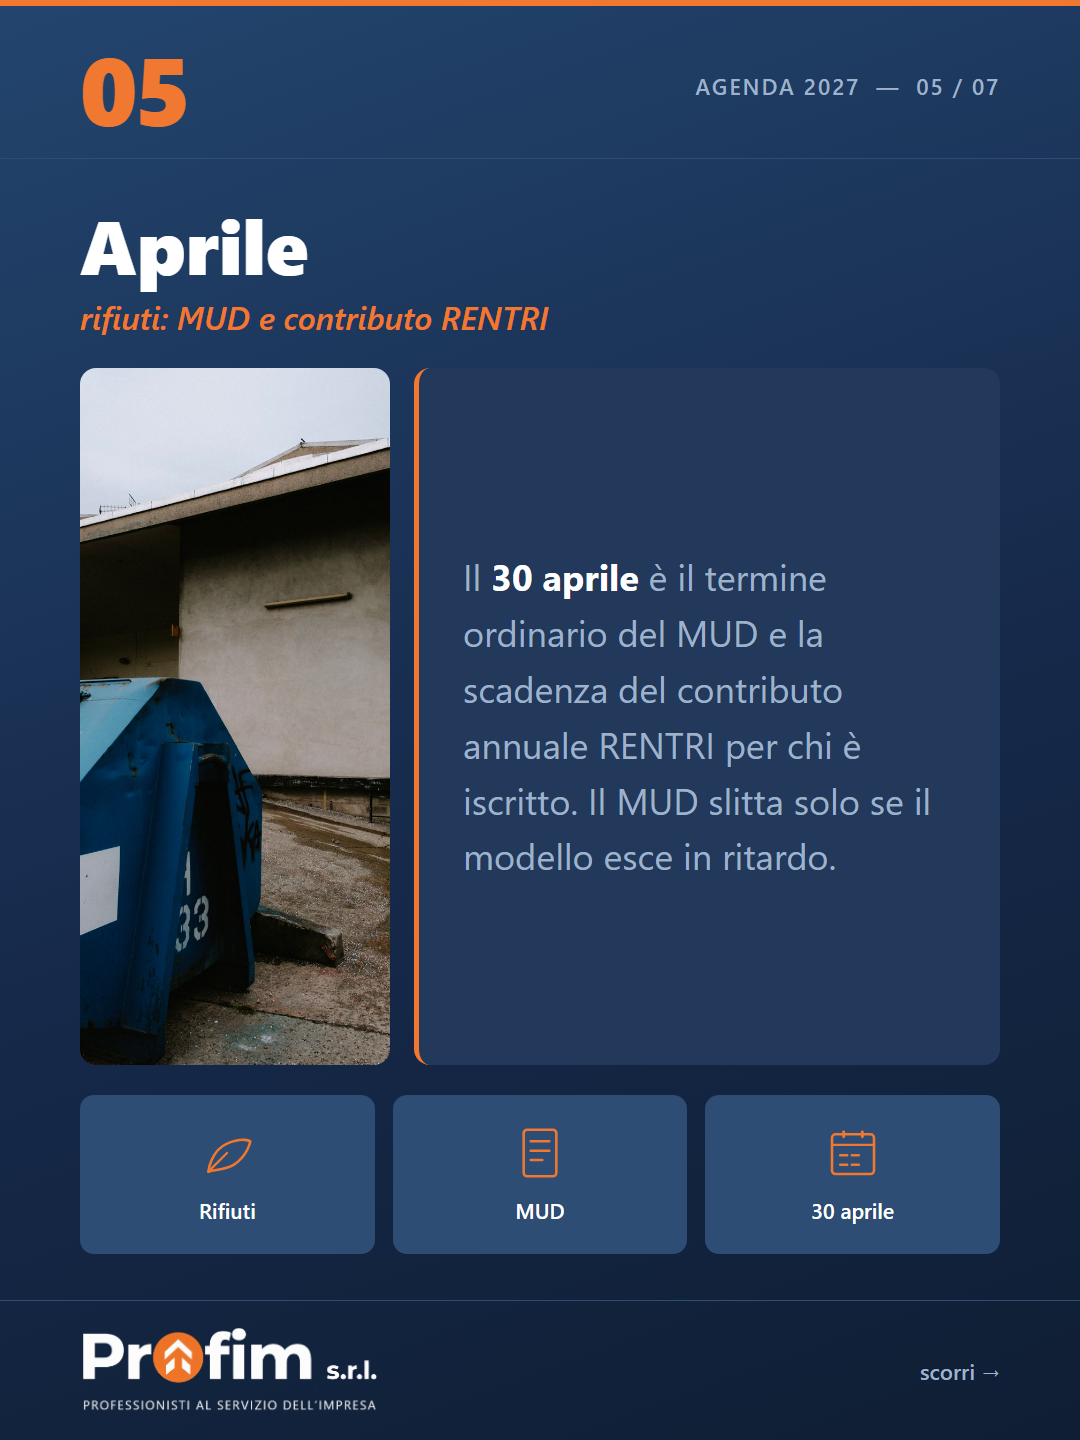 05
AGENDA 2027 — 05 / 07
Aprile
rifiuti: MUD e contributo RENTRI
Il 30 aprile è il termine
ordinario del MUD e la
scadenza del contributo
annuale RENTRI per chi è
iscritto. Il MUD slitta solo se il
modello esce in ritardo.
33
Rifiuti
MUD
30 aprile
Profim s.r.l.
PROFESSIONISTI AL SERVIZIO DELL'IMPRESA
scorri →